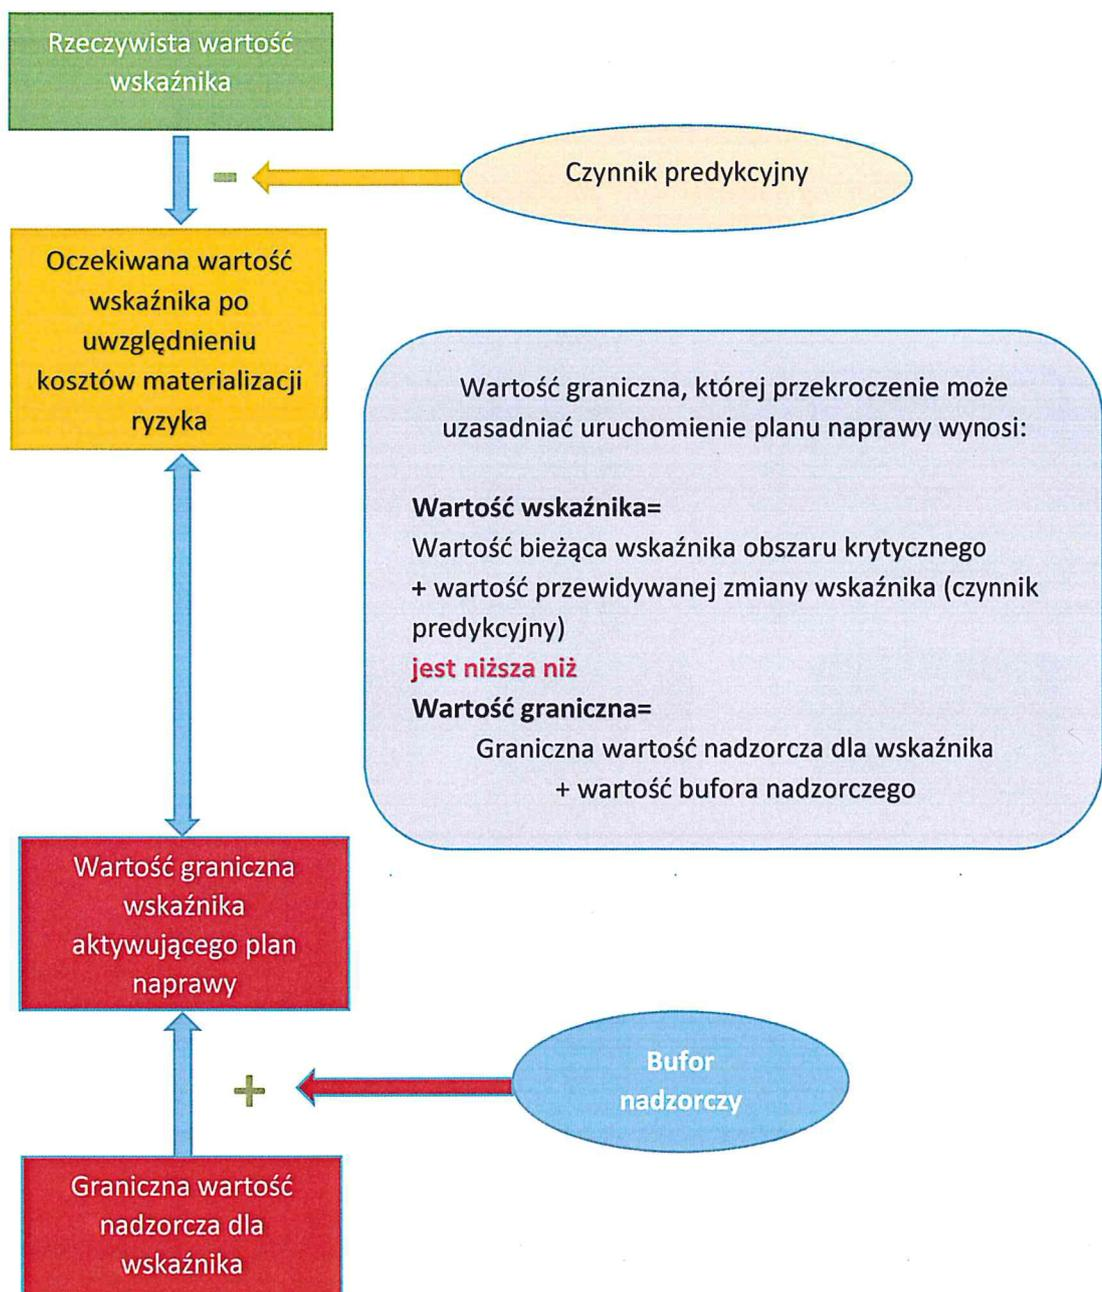 Rzeczywista wartość
wskaźnika
-
Czynnik predykcyjny
Oczekiwana wartość
wskaźnika po
uwzględnieniu
kosztów materializacji
ryzyka
Wartość graniczna, której przekroczenie może
uzasadniać uruchomienie planu naprawy wynosi:
Wartość wskaźnika=
Wartość bieżąca wskaźnika obszaru krytycznego
+ wartość przewidywanej zmiany wskaźnika (czynnik
predykcyjny)
jest niższa niż
Wartość graniczna=
Graniczna wartość nadzorcza dla wskaźnika
+ wartość bufora nadzorczego
Wartość graniczna
wskaźnika
aktywującego plan
naprawy
+
Bufor
nadzorczy
Graniczna wartość
nadzorcza dla
wskaźnika